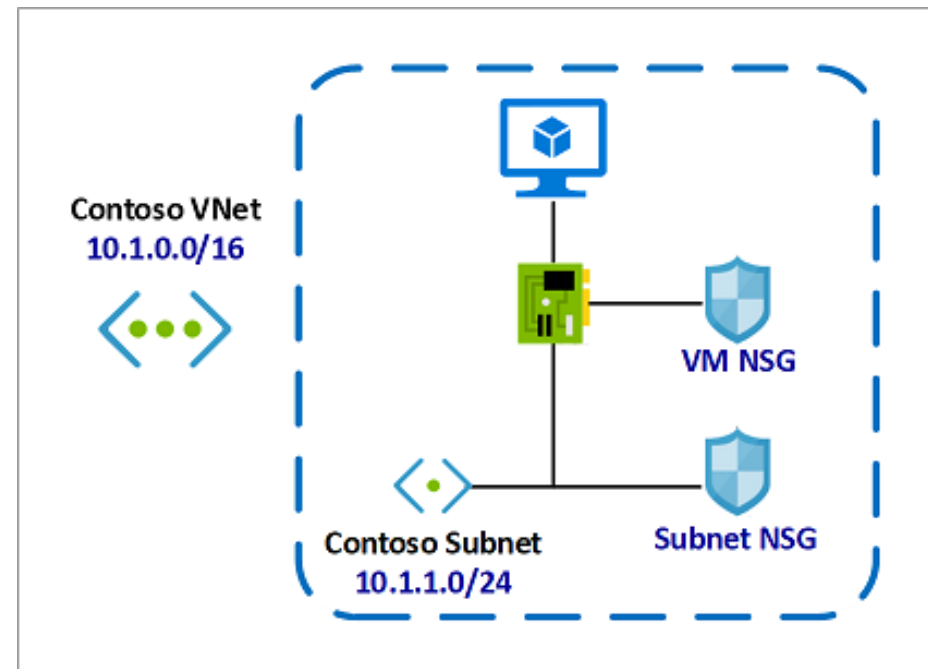 Contoso VNet
10.1.0.0/16
VM NSG
Contoso Subnet
10.1.1.0/24
Subnet NSG